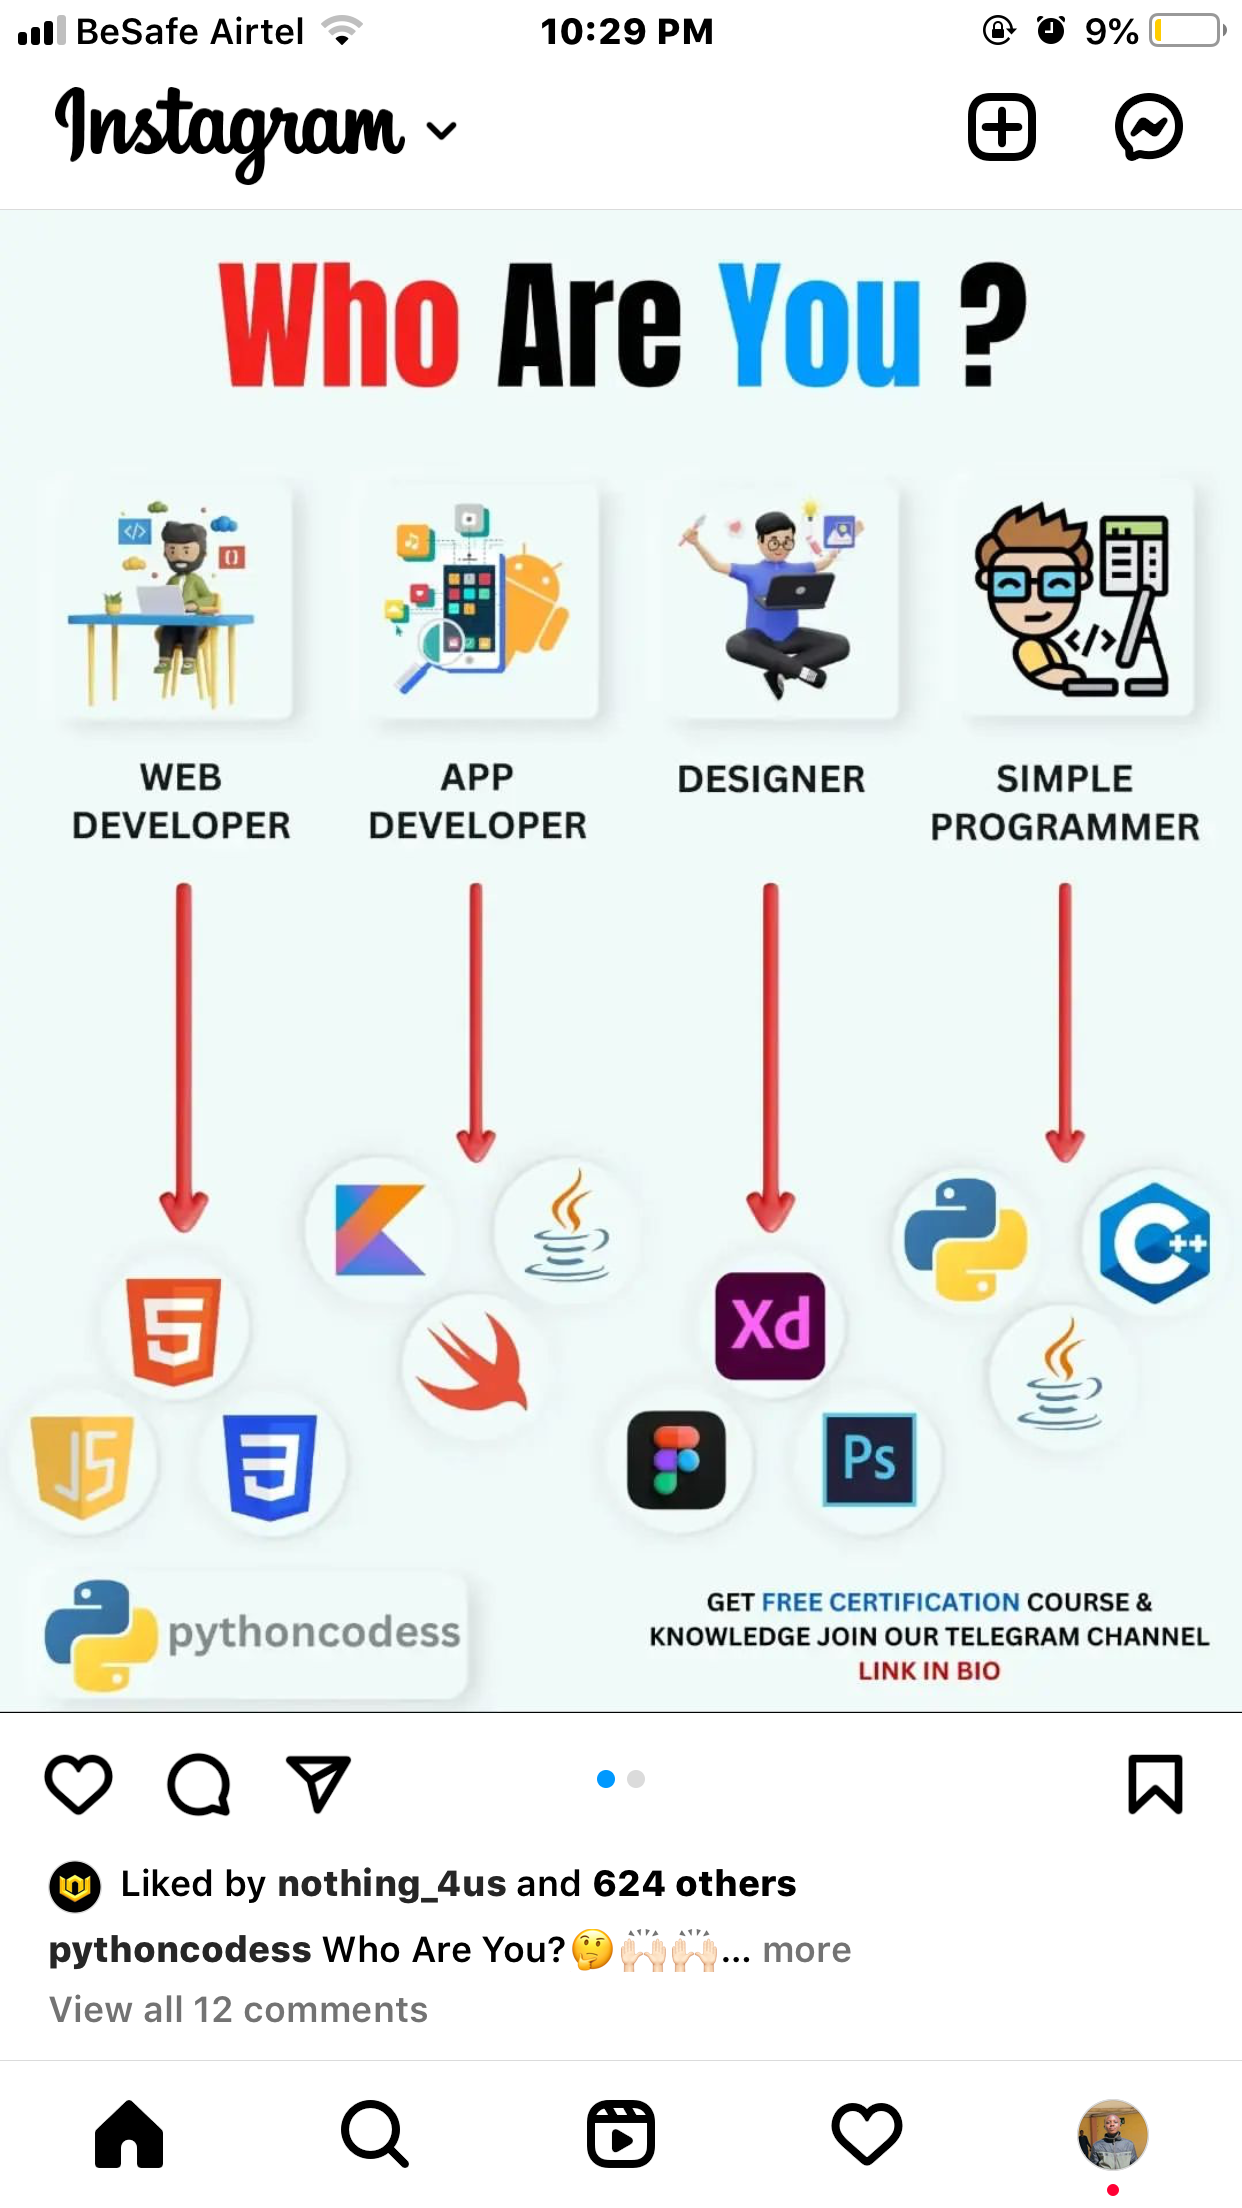 BeSafe Airtel 10:29 PM 9%
Instagram
Who Are You ?
WEB
DEVELOPER
APP
DEVELOPER
DESIGNER
SIMPLE
PROGRAMMER
</>
</>
5
JS
3
Xd
Ps
C++
pythoncodess
GET FREE CERTIFICATION COURSE &
KNOWLEDGE JOIN OUR TELEGRAM CHANNEL
LINK IN BIO
Liked by nothing_4us and 624 others
pythoncodess Who Are You?🤔🙌🏻🙌🏻... more
View all 12 comments